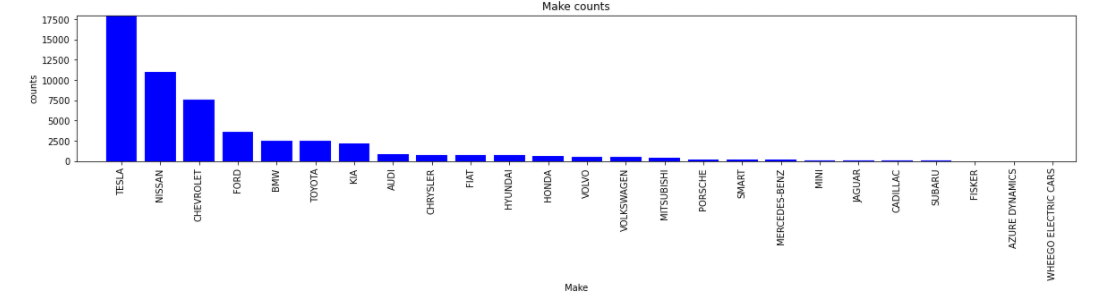 Make counts
17500
15000
12500
10000
7500
5000
2500
0
counts
TESLA
NISSAN
CHEVROLET
FORD
BMW
TOYOTA
KIA
AUDI
CHRYSLER
FIAT
HYUNDAI
HONDA
VOLVO
VOLKSWAGEN
MITSUBISHI
PORSCHE
SMART
MERCEDES-BENZ
MINI
JAGUAR
CADILLAC
SUBARU
FISKER
AZURE DYNAMICS
WHEEGO ELECTRIC CARS
Make